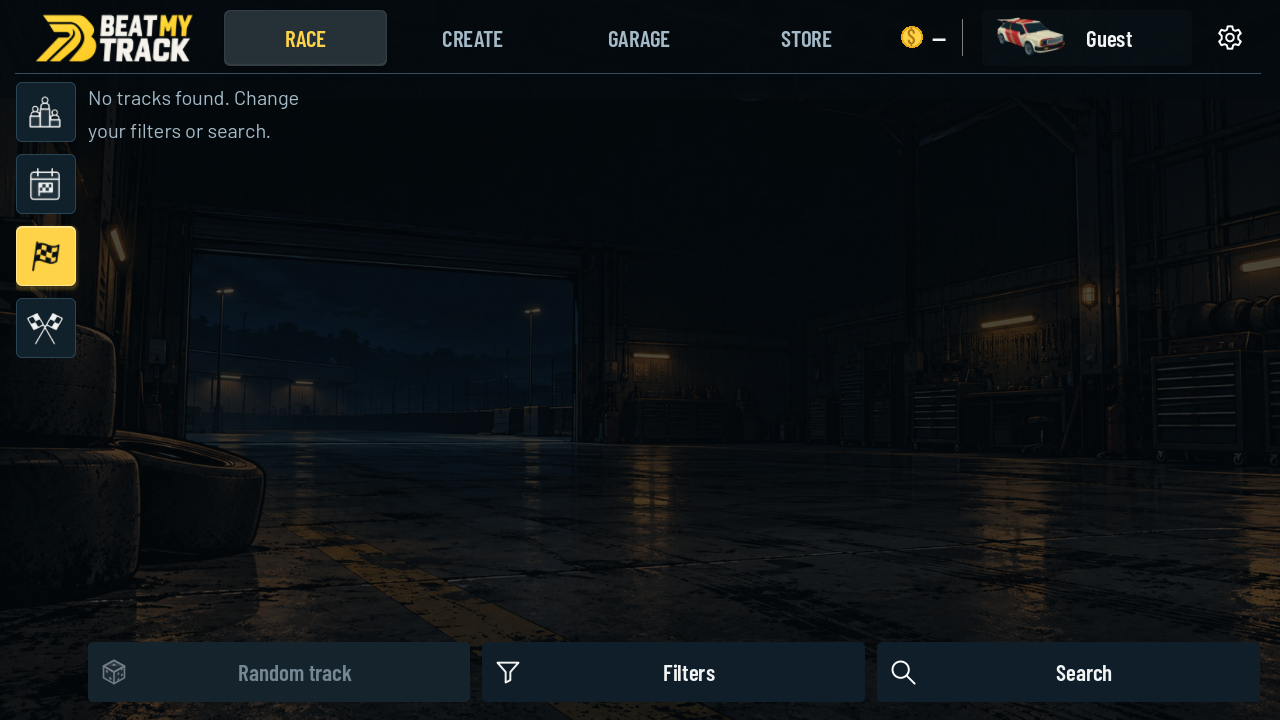 BEAT MY
TRACK
RACE
CREATE
GARAGE
STORE
$ –
Guest
No tracks found. Change
your filters or search.
Random track
Filters
Search